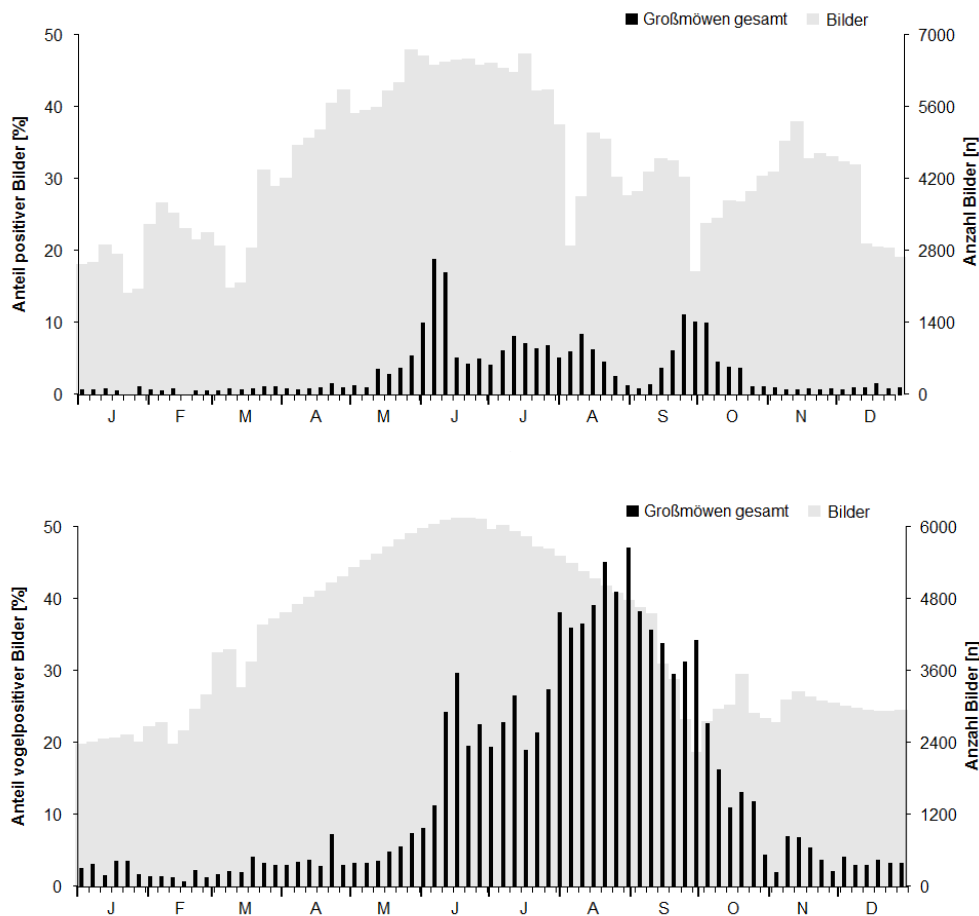 Großmöwen gesamt Bilder
50 7000
40 5600
30 4200
20 2800
10 1400
0 0
Anteil positiver Bilder [%]
Anzahl Bilder [n]
J F M A M J J A S O N D
Großmöwen gesamt Bilder
50 6000
40 4800
30 3600
20 2400
10 1200
0 0
Anteil vogelpositiver Bilder [%]
Anzahl Bilder [n]
J F M A M J J A S O N D